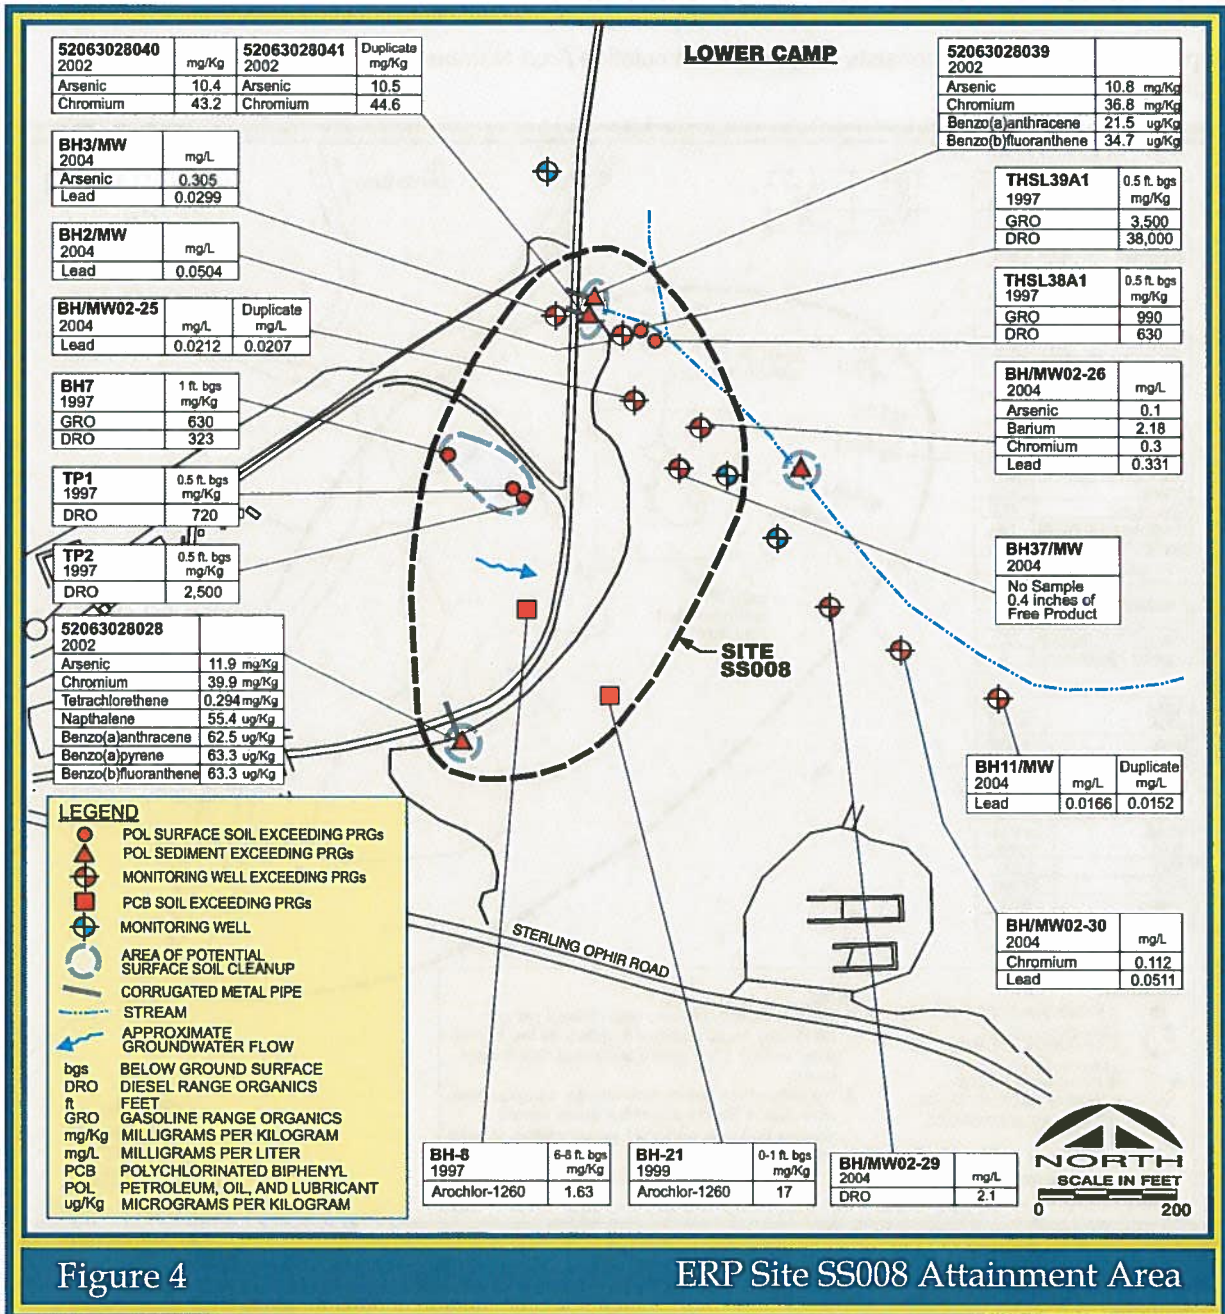 LOWER CAMP
52063028040
2002
mg/Kg
52063028041
2002
Duplicate
mg/Kg
Arsenic 10.4 Arsenic 10.5
Chromium 43.2 Chromium 44.6
BH3/MW
2004
mg/L
Arsenic 0.305
Lead 0.0299
BH2/MW
2004
mg/L
Lead 0.0504
BH/MW02-25
2004
mg/L
Duplicate
mg/L
Lead 0.0212 0.0207
BH7
1997
1 ft. bgs
mg/Kg
GRO 630
DRO 323
TP1
1997
0.5 ft. bgs
mg/Kg
DRO 720
TP2
1997
0.5 ft. bgs
mg/Kg
DRO 2,500
52063028028
2002
Arsenic 11.9 mg/Kg
Chromium 39.9 mg/Kg
Tetrachlorethene 0.294 mg/Kg
Napthalene 55.4 ug/Kg
Benzo(a)anthracene 62.5 ug/Kg
Benzo(a)pyrene 63.3 ug/Kg
Benzo(b)fluoranthene 63.3 ug/Kg
52063028039
2002
Arsenic 10.8 mg/Kg
Chromium 36.8 mg/Kg
Benzo(a)anthracene 21.5 ug/Kg
Benzo(b)fluoranthene 34.7 ug/Kg
THSL39A1
1997
0.5 ft. bgs
mg/Kg
GRO 3,500
DRO 38,000
THSL38A1
1997
0.5 ft. bgs
mg/Kg
GRO 990
DRO 630
BH/MW02-26
2004
mg/L
Arsenic 0.1
Barium 2.18
Chromium 0.3
Lead 0.331
BH37/MW
2004
No Sample
0.4 inches of
Free Product
SITE
SS008
BH11/MW
2004
mg/L
Duplicate
mg/L
Lead 0.0166 0.0152
BH/MW02-30
2004
mg/L
Chromium 0.112
Lead 0.0511
STERLING OPHIR ROAD
LEGEND
POL SURFACE SOIL EXCEEDING PRGs
POL SEDIMENT EXCEEDING PRGs
MONITORING WELL EXCEEDING PRGs
PCB SOIL EXCEEDING PRGs
MONITORING WELL
AREA OF POTENTIAL
SURFACE SOIL CLEANUP
CORRUGATED METAL PIPE
STREAM
APPROXIMATE
GROUNDWATER FLOW
bgs BELOW GROUND SURFACE
DRO DIESEL RANGE ORGANICS
ft FEET
GRO GASOLINE RANGE ORGANICS
mg/Kg MILLIGRAMS PER KILOGRAM
mg/L MILLIGRAMS PER LITER
PCB POLYCHLORINATED BIPHENYL
POL PETROLEUM, OIL, AND LUBRICANT
ug/Kg MICROGRAMS PER KILOGRAM
BH-8
1997
6-8 ft. bgs
mg/Kg
Arochlor-1260 1.63
BH-21
1999
0-1 ft. bgs
mg/Kg
Arochlor-1260 17
BH/MW02-29
2004
mg/L
DRO 2.1
NORTH
SCALE IN FEET
0 200
Figure 4 ERP Site SS008 Attainment Area